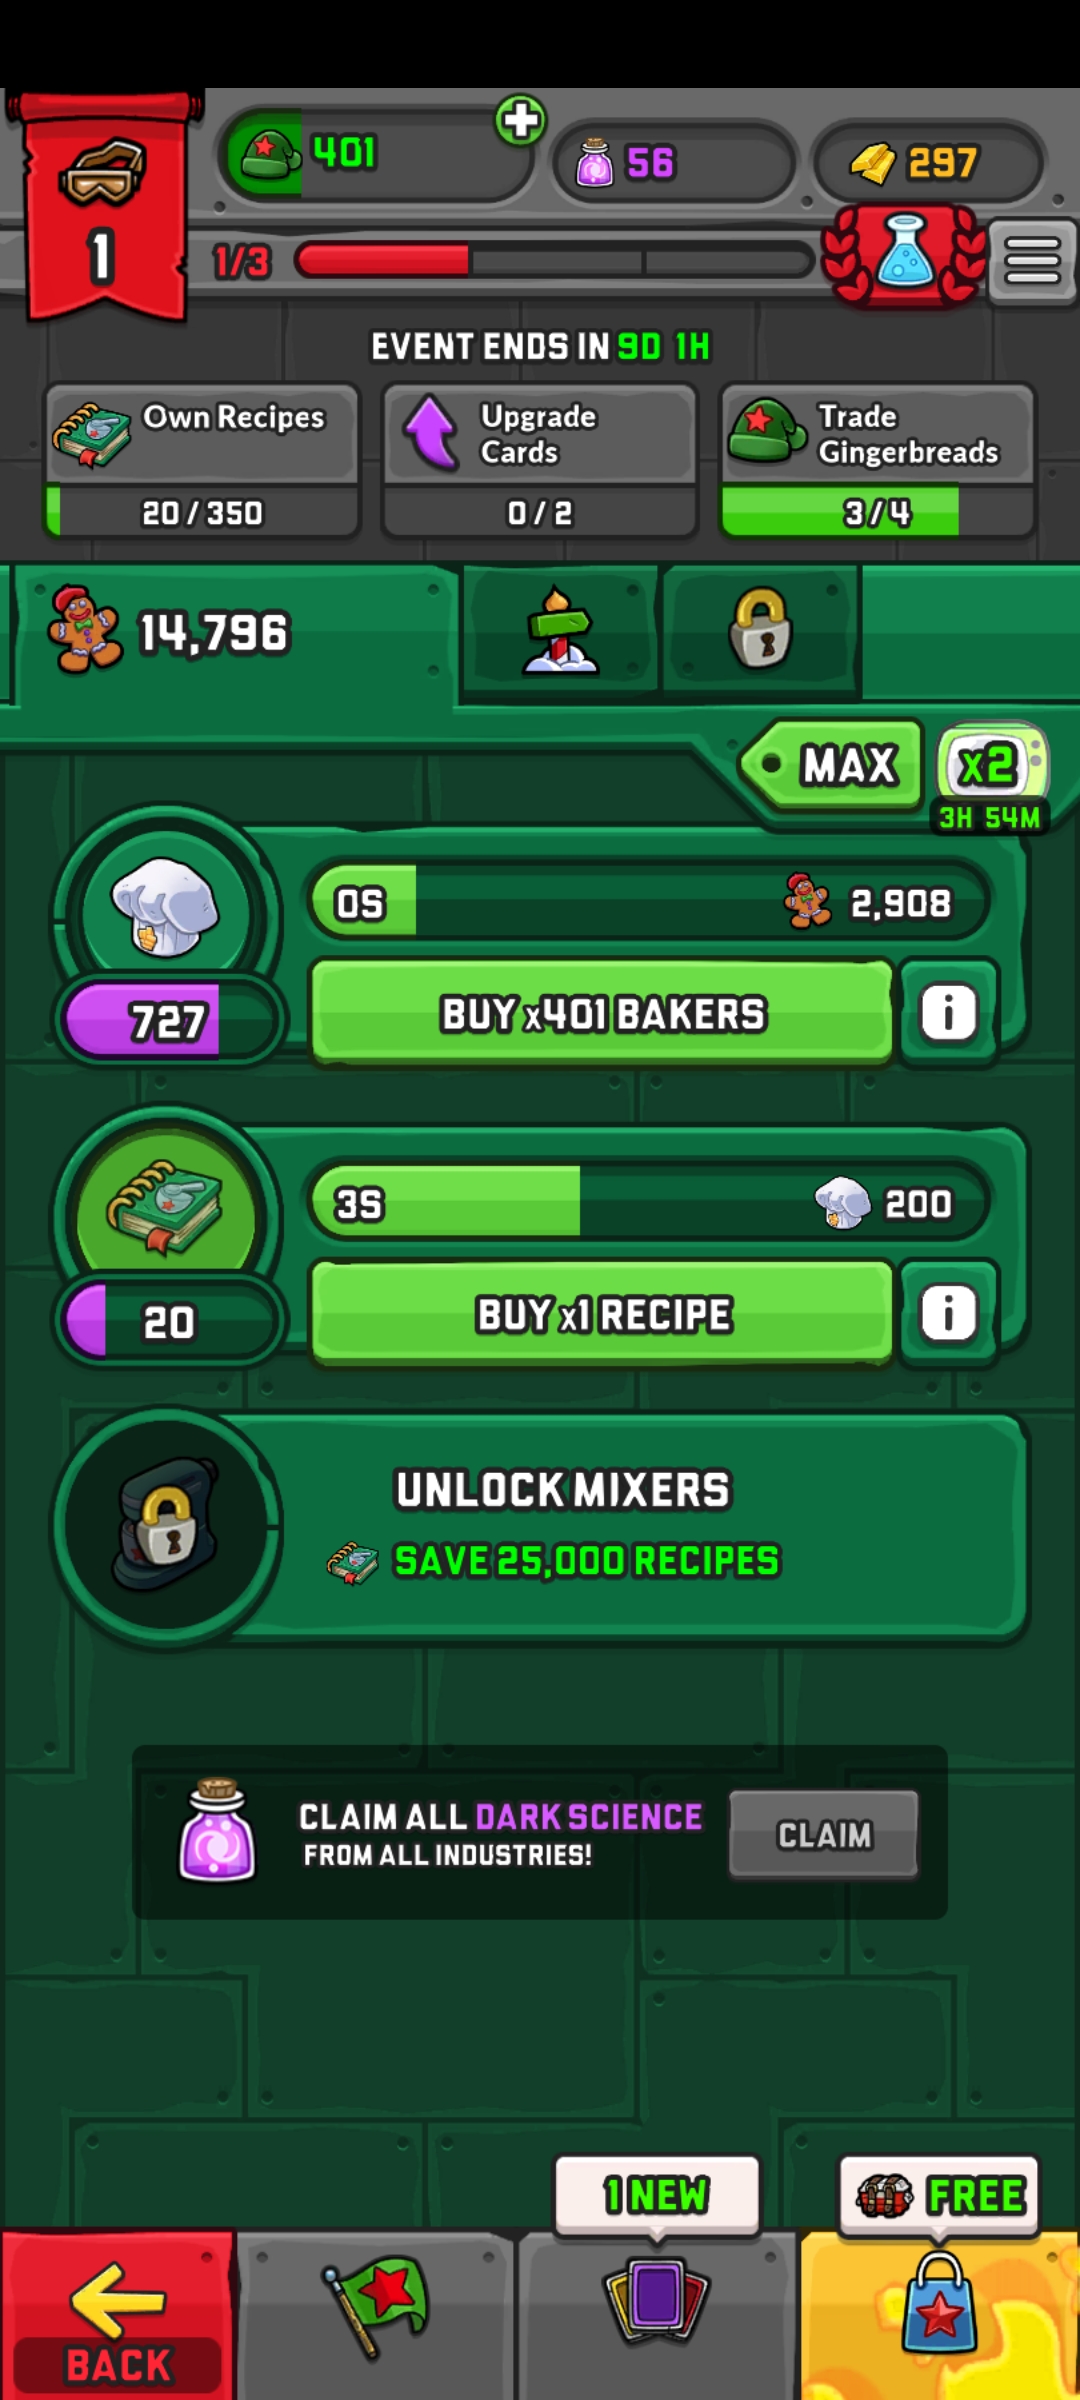 401
56
297
1
1/3
EVENT ENDS IN 9D 1H
Own Recipes
20/350
Upgrade
Cards
0/2
Trade
Gingerbreads
3/4
14,796
MAX
x2
3H 54M
0S
2,908
727
BUY x401 BAKERS
i
3S
200
20
BUY x1 RECIPE
i
UNLOCK MIXERS
SAVE 25,000 RECIPES
CLAIM ALL DARK SCIENCE
FROM ALL INDUSTRIES!
CLAIM
1 NEW
FREE
BACK